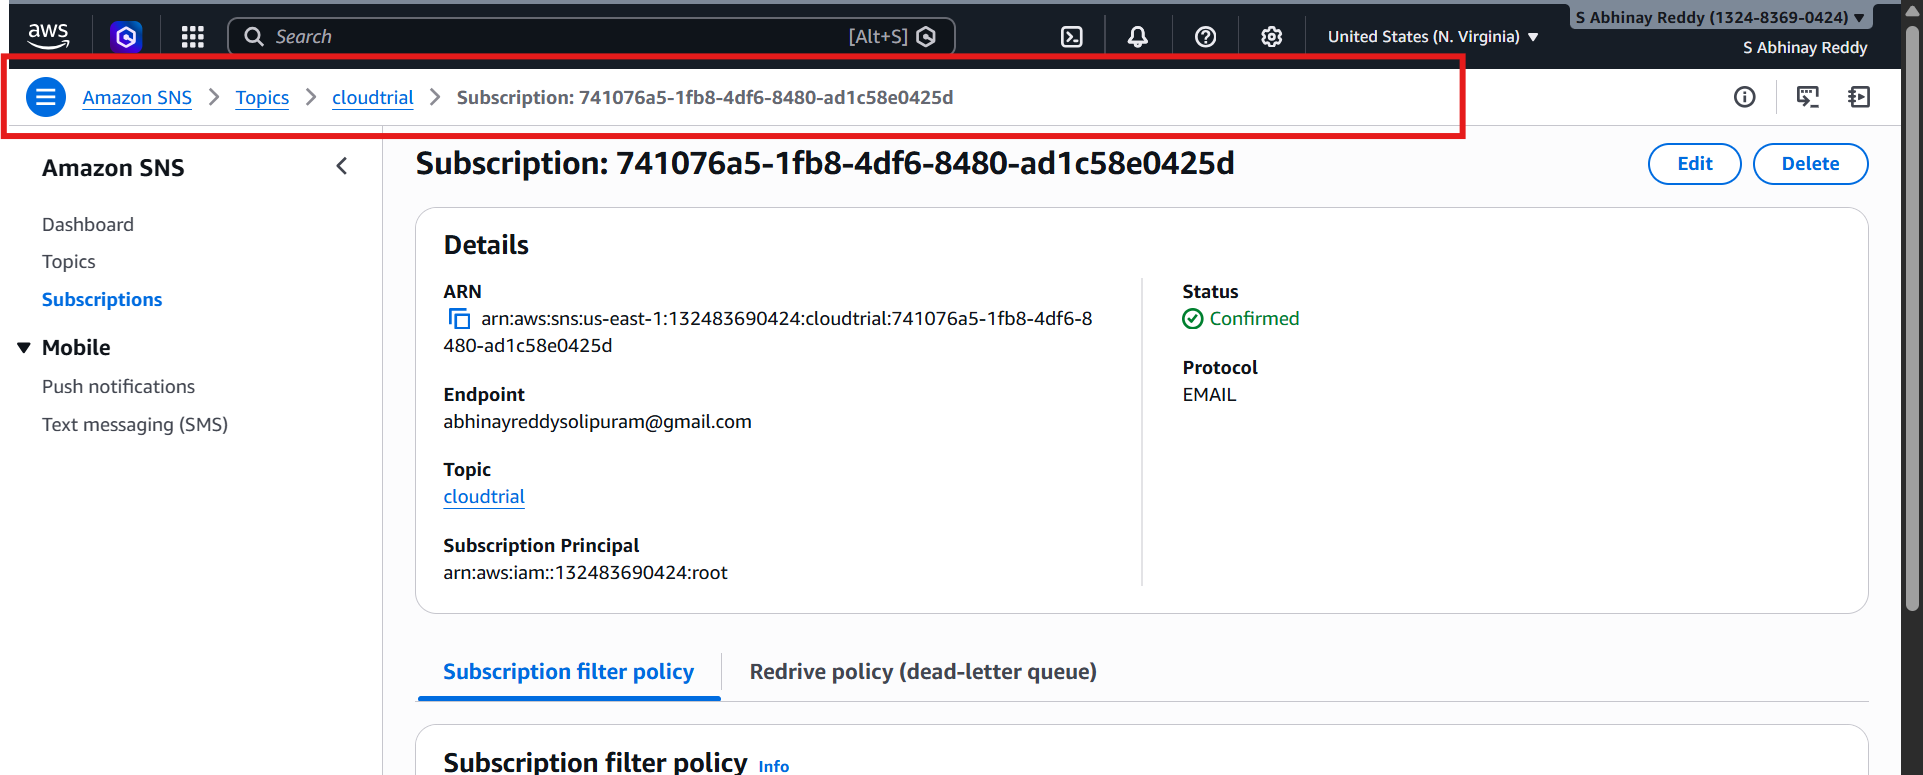 aws
Search
[Alt+S]
United States (N. Virginia)
S Abhinay Reddy (1324-8369-0424)
S Abhinay Reddy
Amazon SNS
Topics
cloudtrial
Subscription: 741076a5-1fb8-4df6-8480-ad1c58e0425d
Amazon SNS
Dashboard
Topics
Subscriptions
Mobile
Push notifications
Text messaging (SMS)
Subscription: 741076a5-1fb8-4df6-8480-ad1c58e0425d
Edit
Delete
Details
ARN
arn:aws:sns:us-east-1:132483690424:cloudtrial:741076a5-1fb8-4df6-8
480-ad1c58e0425d
Endpoint
abhinayreddysolipuram@gmail.com
Topic
cloudtrial
Subscription Principal
arn:aws:iam::132483690424:root
Status
Confirmed
Protocol
EMAIL
Subscription filter policy
Redrive policy (dead-letter queue)
Subscription filter policy Info